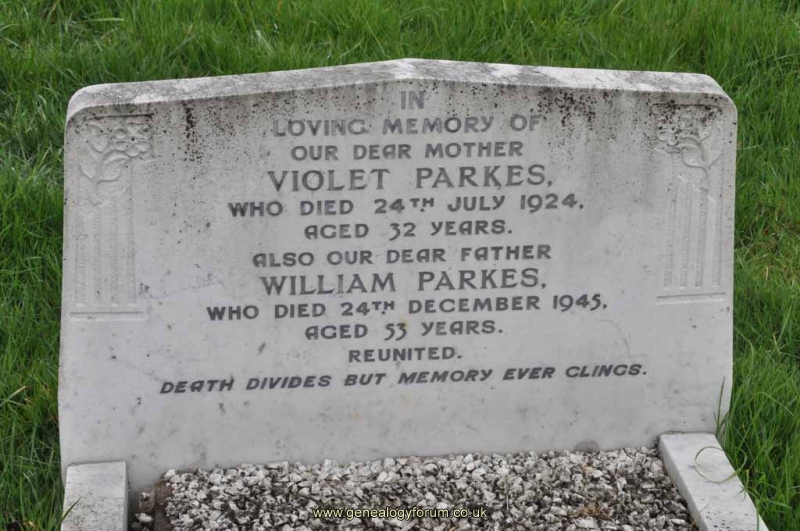 IN
LOVING MEMORY OF
OUR DEAR MOTHER
VIOLET PARKES,
WHO DIED 24TH JULY 1924,
AGED 32 YEARS.
ALSO OUR DEAR FATHER
WILLIAM PARKES,
WHO DIED 24TH DECEMBER 1945,
AGED 53 YEARS.
REUNITED.
DEATH DIVIDES BUT MEMORY EVER CLINGS.
www.genealogyforum.co.uk